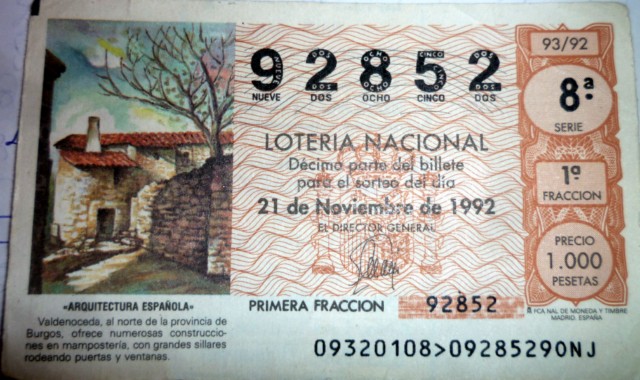 92852
NUEVE DOS OCHO CINCO DOS
LOTERIA NACIONAL
Décimo parte del billete
para el sorteo del día
21 de Noviembre de 1992
EL DIRECTOR GENERAL
PRIMERA FRACCION 92852
09320108>09285290NJ
93/92
8ª
SERIE
1ª
FRACCION
PRECIO
1.000
PESETAS
FCA. NAL. DE MONEDA Y TIMBRE
MADRID, ESPAÑA
«ARQUITECTURA ESPAÑOLA»
Valdenoceda, al norte de la provincia de
Burgos, ofrece numerosas construccio-
nes en mampostería, con grandes sillares
rodeando puertas y ventanas.